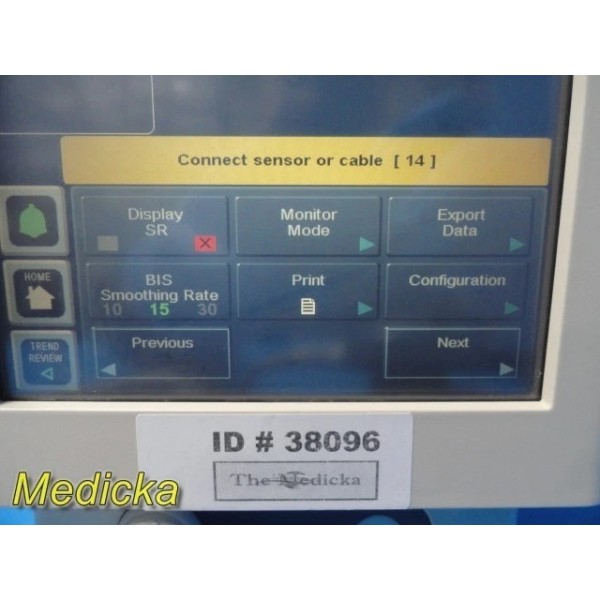 Connect sensor or cable [ 14 ]
Display
SR
Monitor
Mode
Export
Data
HOME
BIS
Smoothing Rate
10 15 30
Print
Configuration
TREND
REVIEW
Previous
Next
ID # 38096
The Medicka
Medicka